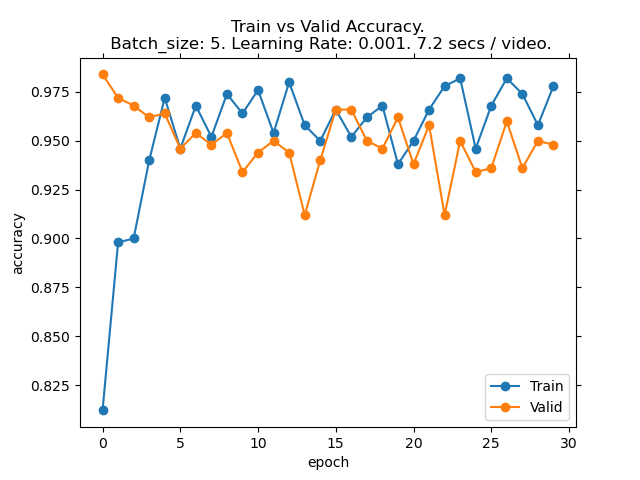 Train vs Valid Accuracy.
Batch_size: 5. Learning Rate: 0.001. 7.2 secs / video.
0.975
0.950
0.925
0.900
0.875
0.850
0.825
accuracy
Train
Valid
0 5 10 15 20 25 30
epoch